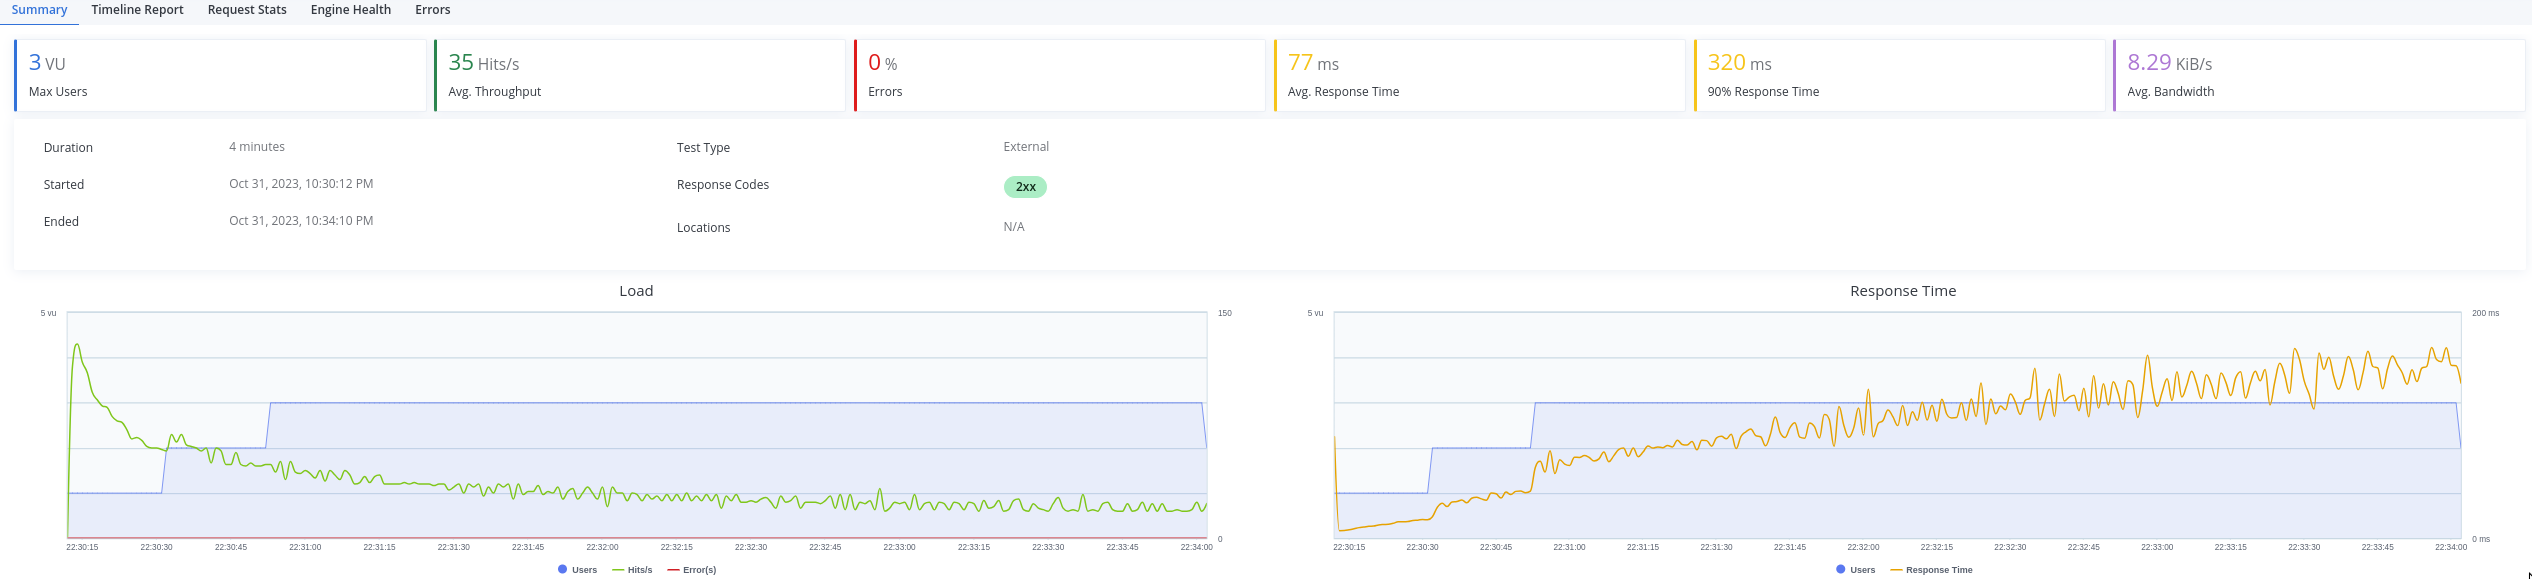 Summary Timeline Report Request Stats Engine Health Errors
3 VU 35 Hits/s 0 % 77 ms 320 ms 8.29 KiB/s
Max Users Avg. Throughput Errors Avg. Response Time 90% Response Time Avg. Bandwidth
Duration 4 minutes Test Type External
Started Oct 31, 2023, 10:30:12 PM Response Codes 2xx
Ended Oct 31, 2023, 10:34:10 PM Locations N/A
Load
5 vu 150
0
22:30:15 22:30:30 22:30:45 22:31:00 22:31:15 22:31:30 22:31:45 22:32:00 22:32:15 22:32:30 22:32:45 22:33:00 22:33:15 22:33:30 22:33:45 22:34:00
Users Hits/s Error(s)
Response Time
5 vu 200 ms
0 ms
22:30:15 22:30:30 22:30:45 22:31:00 22:31:15 22:31:30 22:31:45 22:32:00 22:32:15 22:32:30 22:32:45 22:33:00 22:33:15 22:33:30 22:33:45 22:34:00
Users Response Time